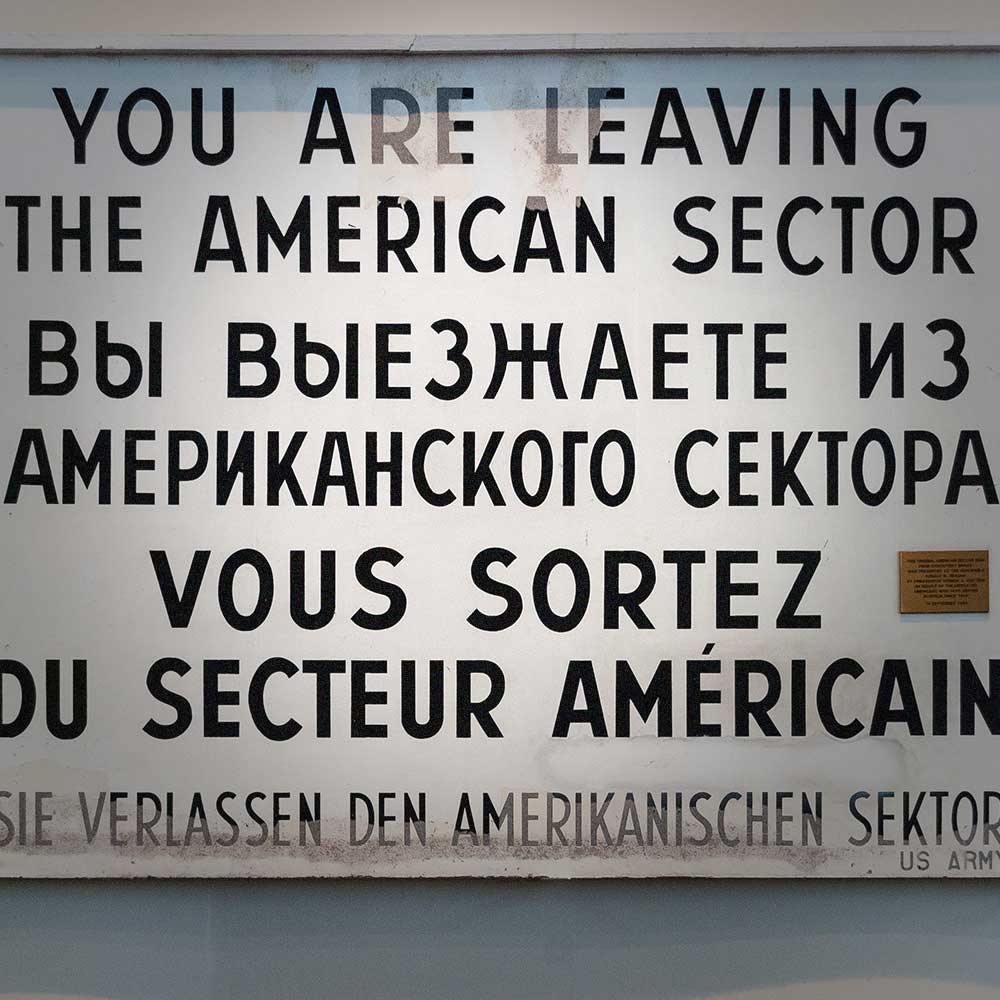 YOU ARE LEAVING
THE AMERICAN SECTOR
ВЫ ВЫЕЗЖАЕТЕ ИЗ
АМЕРИКАНСКОГО СЕКТОРА
VOUS SORTEZ
DU SECTEUR AMÉRICAIN
SIE VERLASSEN DEN AMERIKANISCHEN SEKTOR
US ARMY